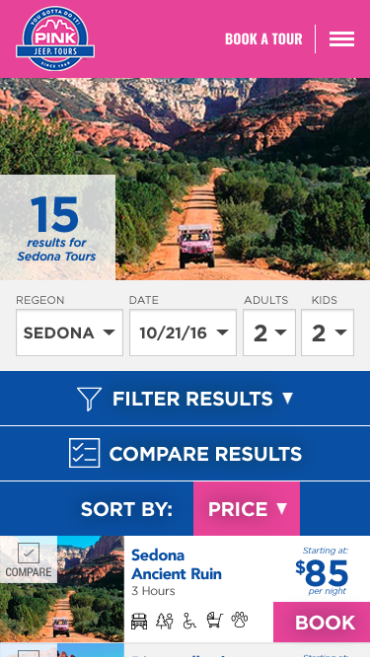 YOU GOTTA DO IT!
PINK
JEEP. TOURS
SINCE 1960
BOOK A TOUR
15
results for
Sedona Tours
REGEON
DATE
ADULTS
KIDS
SEDONA
10/21/16
2
2
FILTER RESULTS
COMPARE RESULTS
SORT BY:
PRICE
COMPARE
Sedona
Ancient Ruin
3 Hours
Starting at:
$85
per night
BOOK
Starting at: